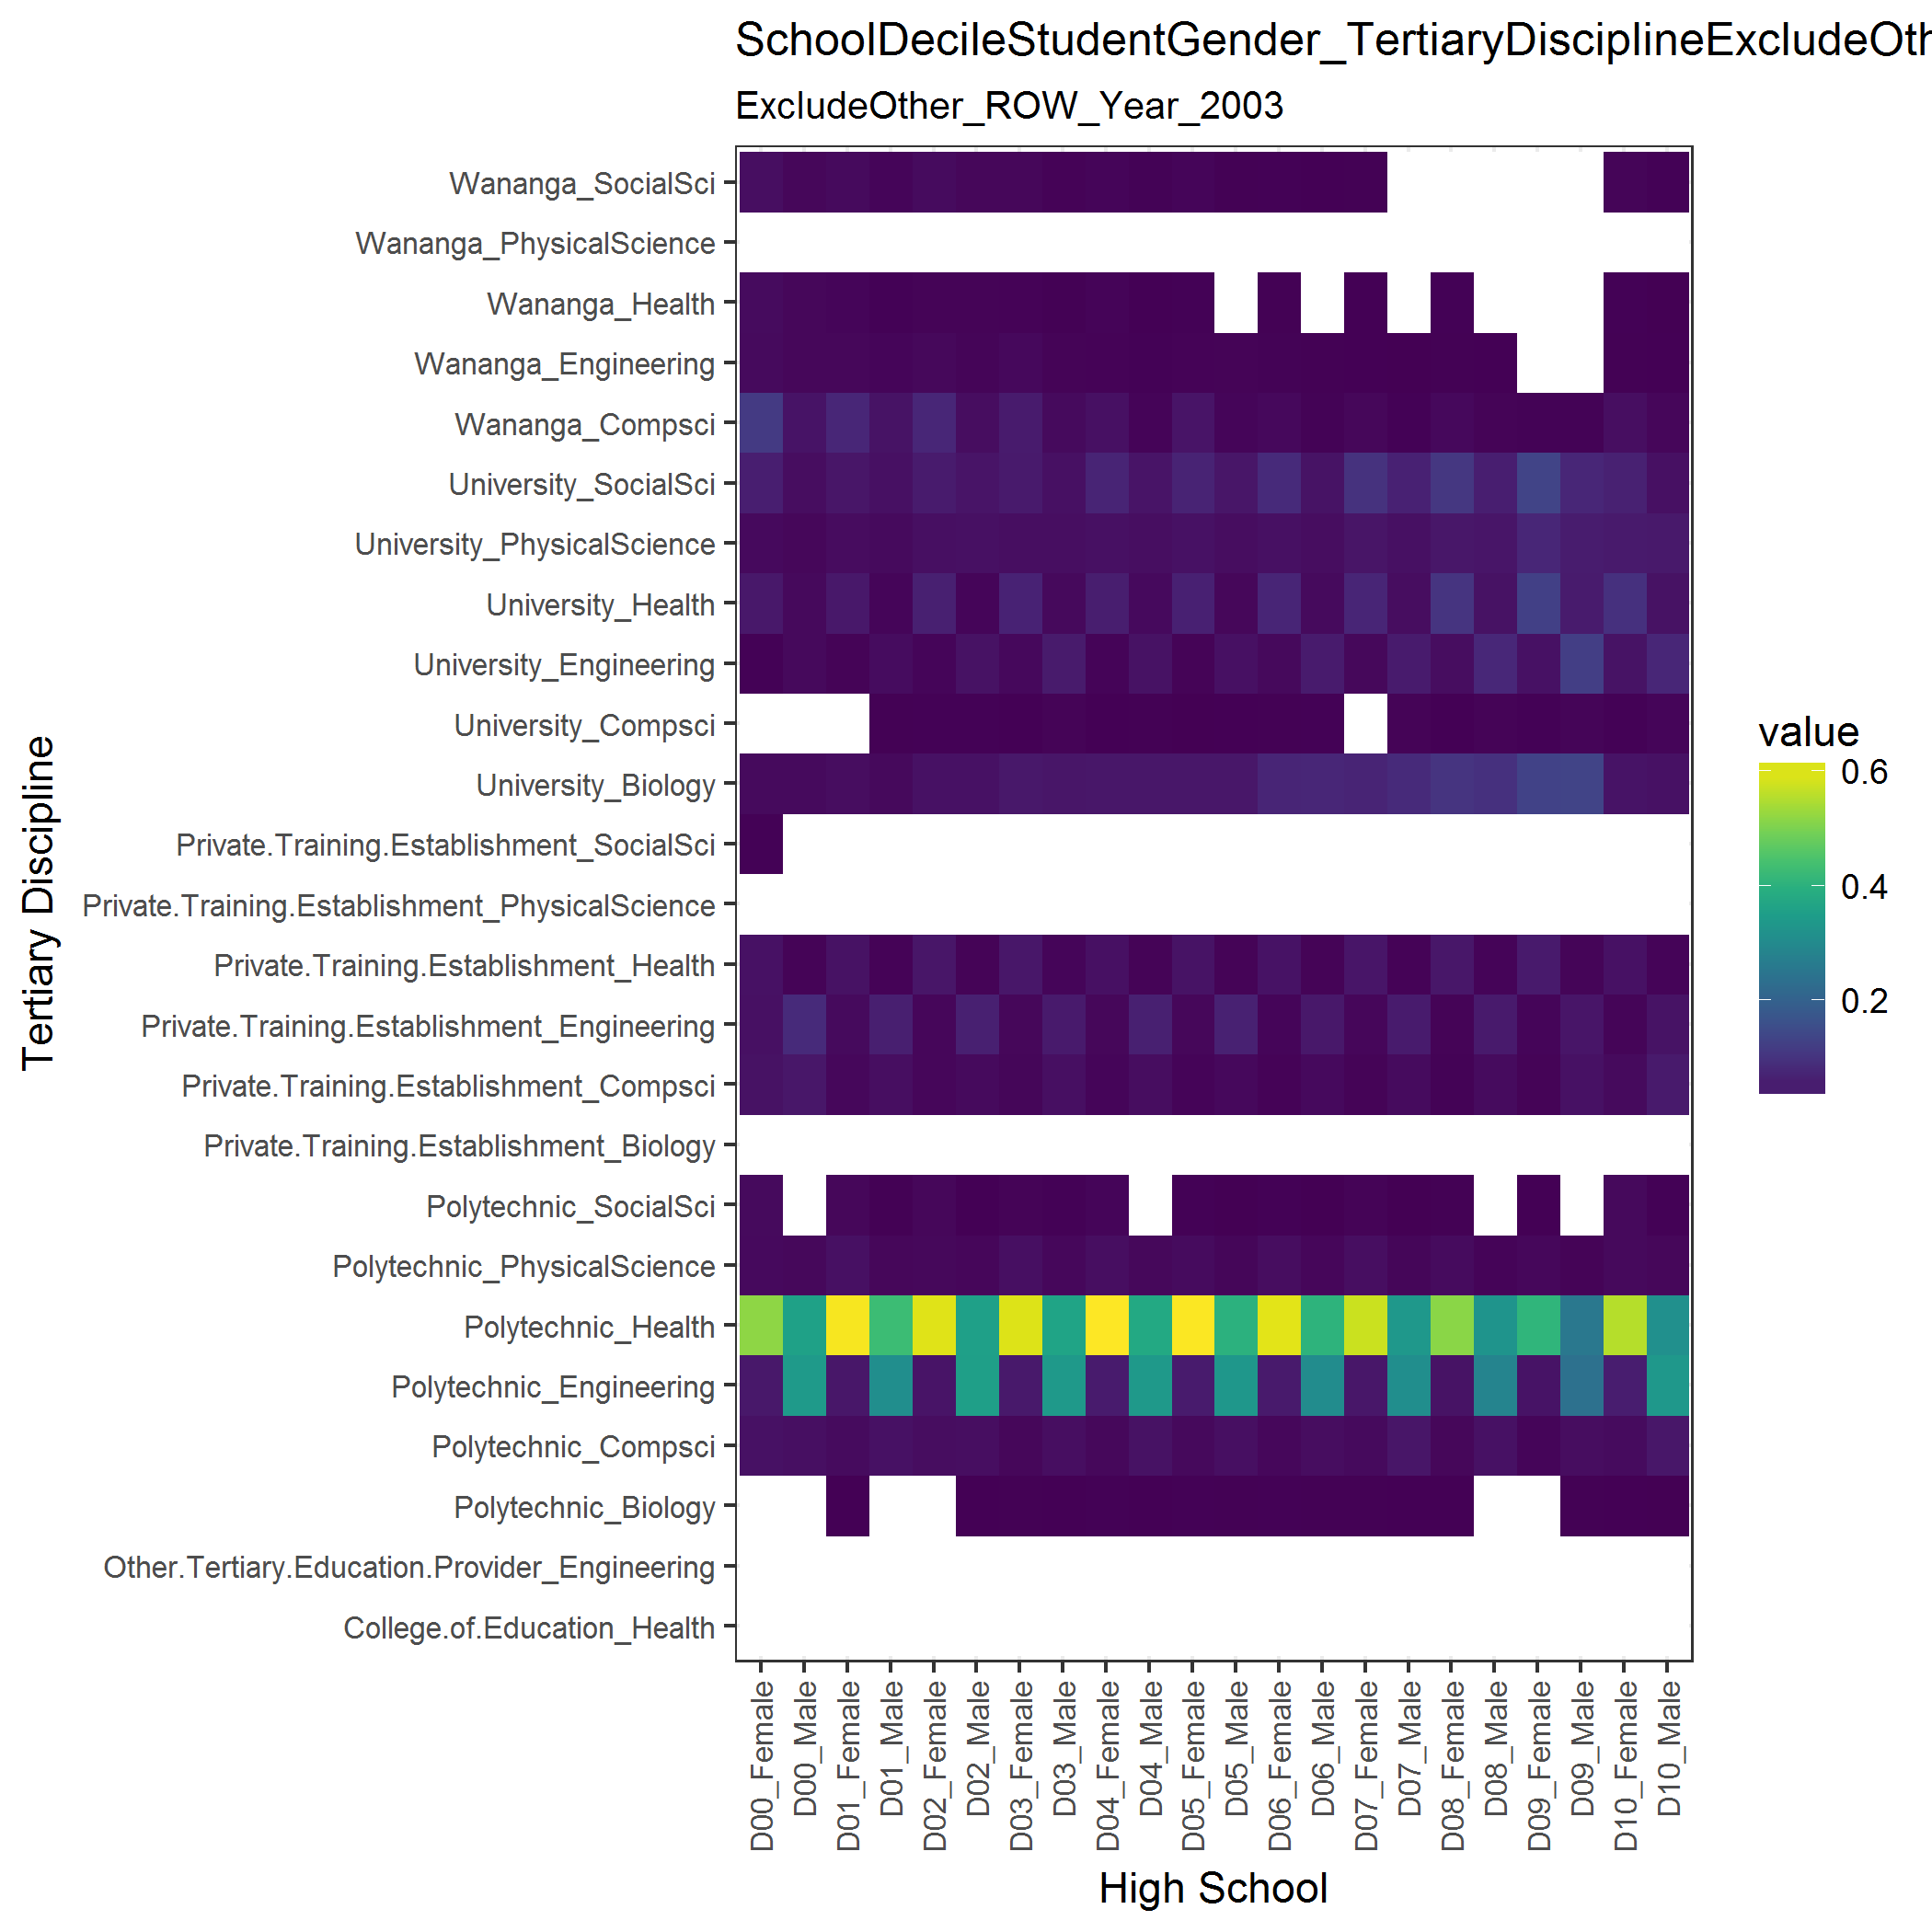 SchoolDecileStudentGender_TertiaryDisciplineExcludeOth
ExcludeOther_ROW_Year_2003
Wananga_SocialSci
Wananga_PhysicalScience
Wananga_Health
Wananga_Engineering
Wananga_Compsci
University_SocialSci
University_PhysicalScience
University_Health
University_Engineering
University_Compsci
University_Biology
Private.Training.Establishment_SocialSci
Private.Training.Establishment_PhysicalScience
Private.Training.Establishment_Health
Private.Training.Establishment_Engineering
Private.Training.Establishment_Compsci
Private.Training.Establishment_Biology
Polytechnic_SocialSci
Polytechnic_PhysicalScience
Polytechnic_Health
Polytechnic_Engineering
Polytechnic_Compsci
Polytechnic_Biology
Other.Tertiary.Education.Provider_Engineering
College.of.Education_Health
Tertiary Discipline
D00_Female
D00_Male
D01_Female
D01_Male
D02_Female
D02_Male
D03_Female
D03_Male
D04_Female
D04_Male
D05_Female
D05_Male
D06_Female
D06_Male
D07_Female
D07_Male
D08_Female
D08_Male
D09_Female
D09_Male
D10_Female
D10_Male
High School
value
0.6
0.4
0.2